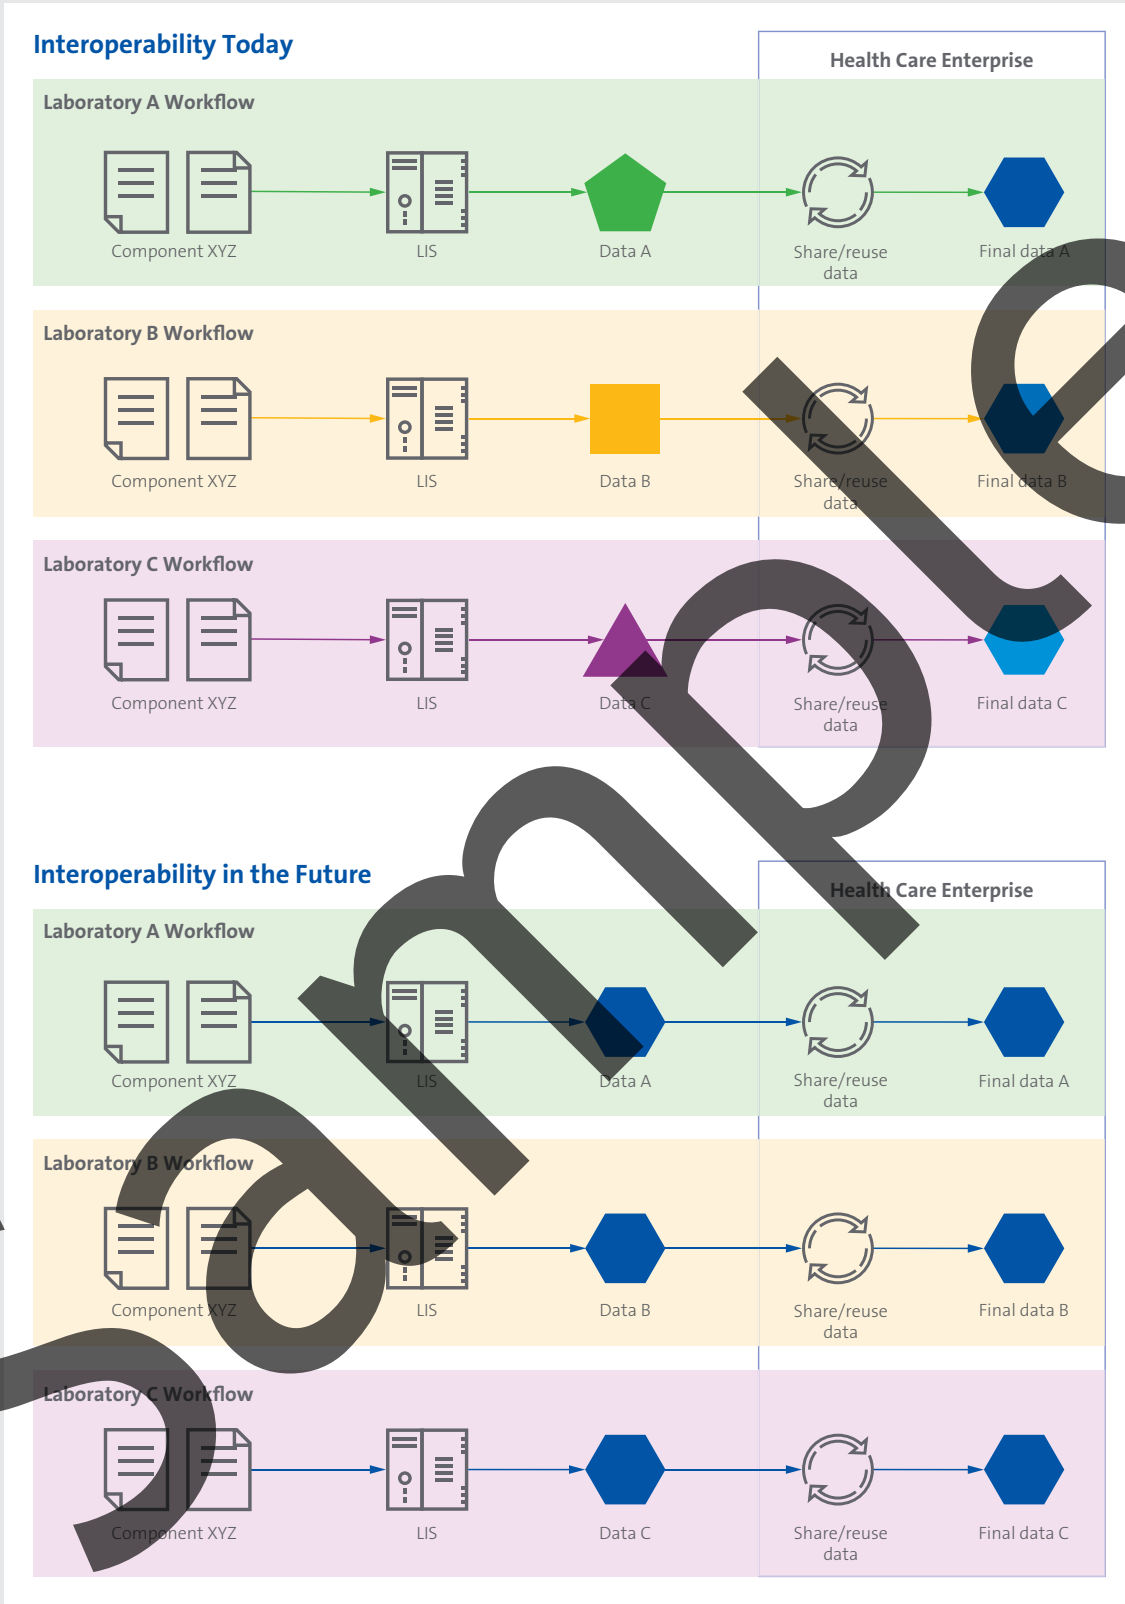 Interoperability Today
Health Care Enterprise
Laboratory A Workflow
Component XYZ
LIS
Data A
Share/reuse
data
Final data A
Laboratory B Workflow
Component XYZ
LIS
Data B
Share/reuse
data
Final data B
Laboratory C Workflow
Component XYZ
LIS
Data C
Share/reuse
data
Final data C
Interoperability in the Future
Health Care Enterprise
Laboratory A Workflow
Component XYZ
LIS
Data A
Share/reuse
data
Final data A
Laboratory B Workflow
Component XYZ
LIS
Data B
Share/reuse
data
Final data B
Laboratory C Workflow
Component XYZ
LIS
Data C
Share/reuse
data
Final data C
Sample